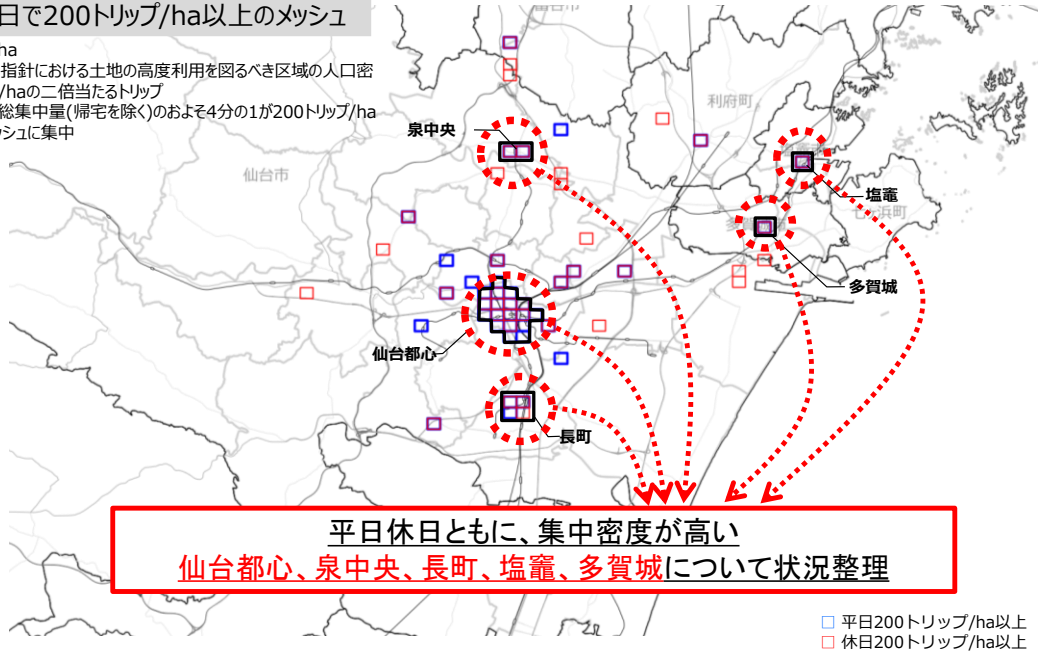 日で200トリップ/ha以上のメッシュ
ha
指針における土地の高度利用を図るべき区域の人口密
/haの二倍当たるトリップ
総集中量(帰宅を除く)のおよそ4分の1が200トリップ/ha
ッシュに集中
利府町
泉中央
仙台市
塩竈
七ヶ浜町
多賀城
仙台都心
長町
平日休日ともに、集中密度が高い
仙台都心、泉中央、長町、塩竈、多賀城について状況整理
平日200トリップ/ha以上
休日200トリップ/ha以上